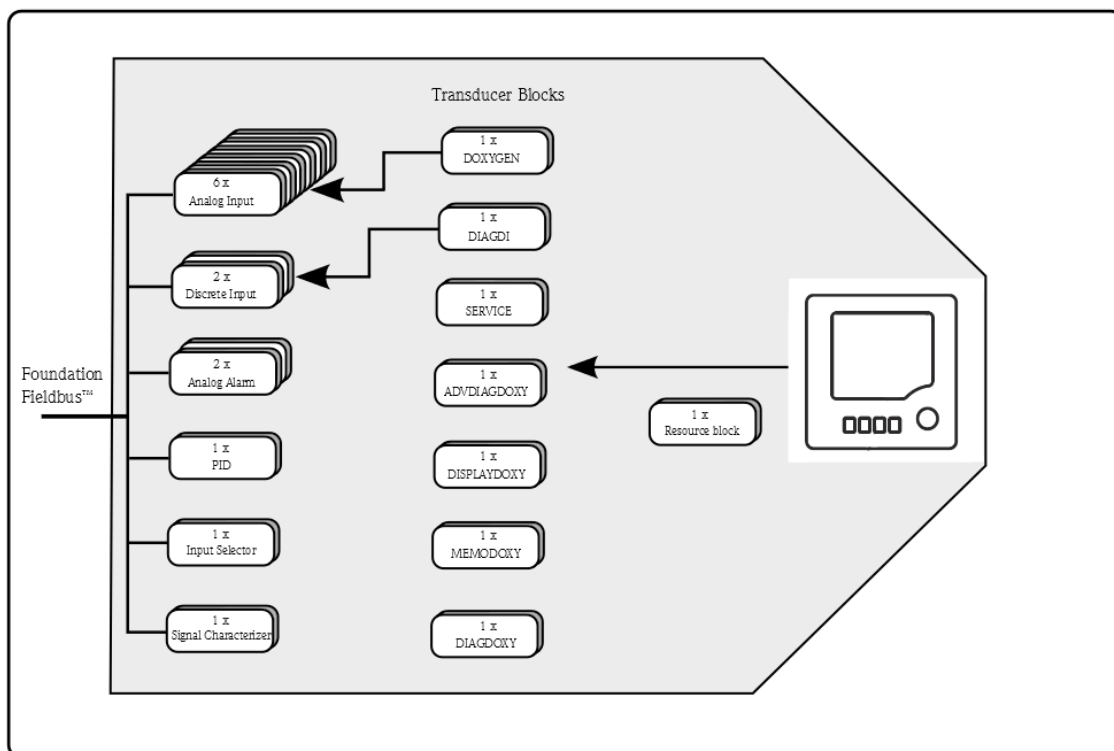 Transducer Blocks
1 x
DOXYGEN
6 x
Analog Input
1 x
DIAGDI
2 x
Discrete Input
1 x
SERVICE
2 x
Analog Alarm
1 x
ADVDIAGDOXY
Foundation
Fieldbus™
1 x
Resource block
1 x
PID
1 x
DISPLAYDOXY
1 x
Input Selector
1 x
MEMODOXY
1 x
Signal Characterizer
1 x
DIAGDOXY